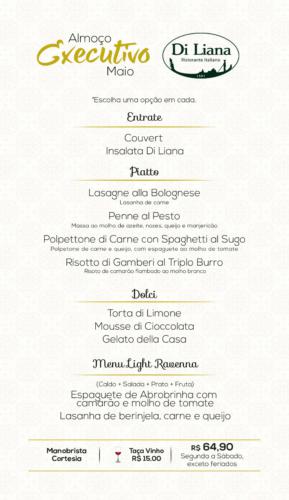 Almoço
Executivo
Maio
Di Liana
Ristorante Italiano
*Escolha uma opção em cada.
Entrate
Couvert
Insalata Di Liana
Piatto
Lasagne alla Bolognese
Lasanha de carne
Penne al Pesto
Massa ao molho de azeite, nozes, queijo e manjericão
Polpettone di Carne con Spaghetti al Sugo
Polpetone de carne e queijo, com espaguete ao molho de tomate
Risotto di Gamberi al Triplo Burro
Risoto de camarão flambado ao molho branco
Dolci
Torta di Limone
Mousse di Cioccolata
Gelato della Casa
Menu Light Ravenna
(Caldo + Salada + Prato + Fruta)
Espaguete de Abrobrinha com
camarão e molho de tomate
Lasanha de berinjela, carne e queijo
Manobrista
Cortesia
Taça Vinho
R$ 15,00
R$ 64,90
Segunda a Sábado,
exceto feriados